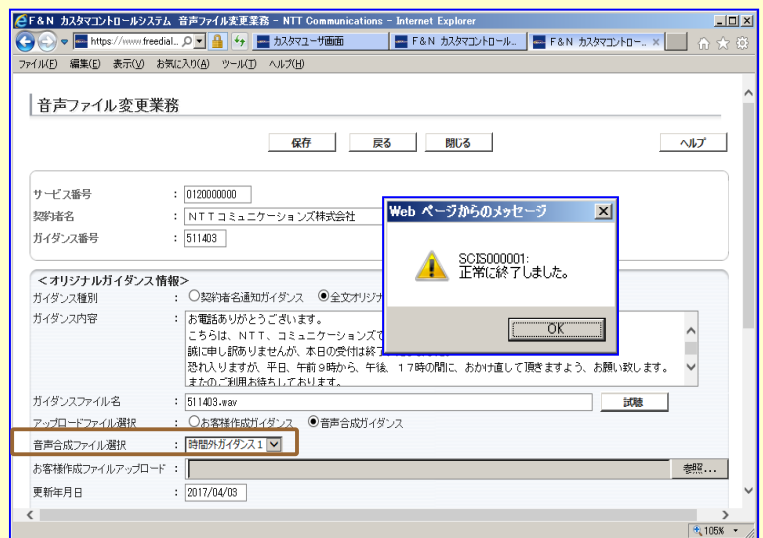 F&N カスタマコントロールシステム 音声ファイル変更業務 - NTT Communications - Internet Explorer
https://www.freedial...
カスタマユーザ画面
F&N カスタマコントロール..
F&N カスタマコントロー..
ファイル(F) 編集(E) 表示(V) お気に入り(A) ツール(T) ヘルプ(H)
音声ファイル変更業務
保存 戻る 閉じる ヘルプ
サービス番号 : 0120000000
契約者名 : NTTコミュニケーションズ株式会社
ガイダンス番号 : 511403
Web ページからのメッセージ
SCIS000001:
正常に終了しました。
OK
<オリジナルガイダンス情報>
ガイダンス種別 : 契約者名通知ガイダンス 全文オリジナ
ガイダンス内容 : お電話ありがとうございます。
こちらは、NTT、コミュニケーションズで
誠に申し訳ありませんが、本日の受付は終了
恐れ入りますが、平日、午前9時から、午後、17時の間に、おかけ直して頂きますよう、お願い致します。
またのご利用お待ちしております。
ガイダンスファイル名 : 511403.wav 試聴
アップロードファイル選択 : お客様作成ガイダンス 音声合成ガイダンス
音声合成ファイル選択 : 時間外ガイダンス1
お客様作成ファイルアップロード : 参照...
更新年月日 : 2017/04/03
105%